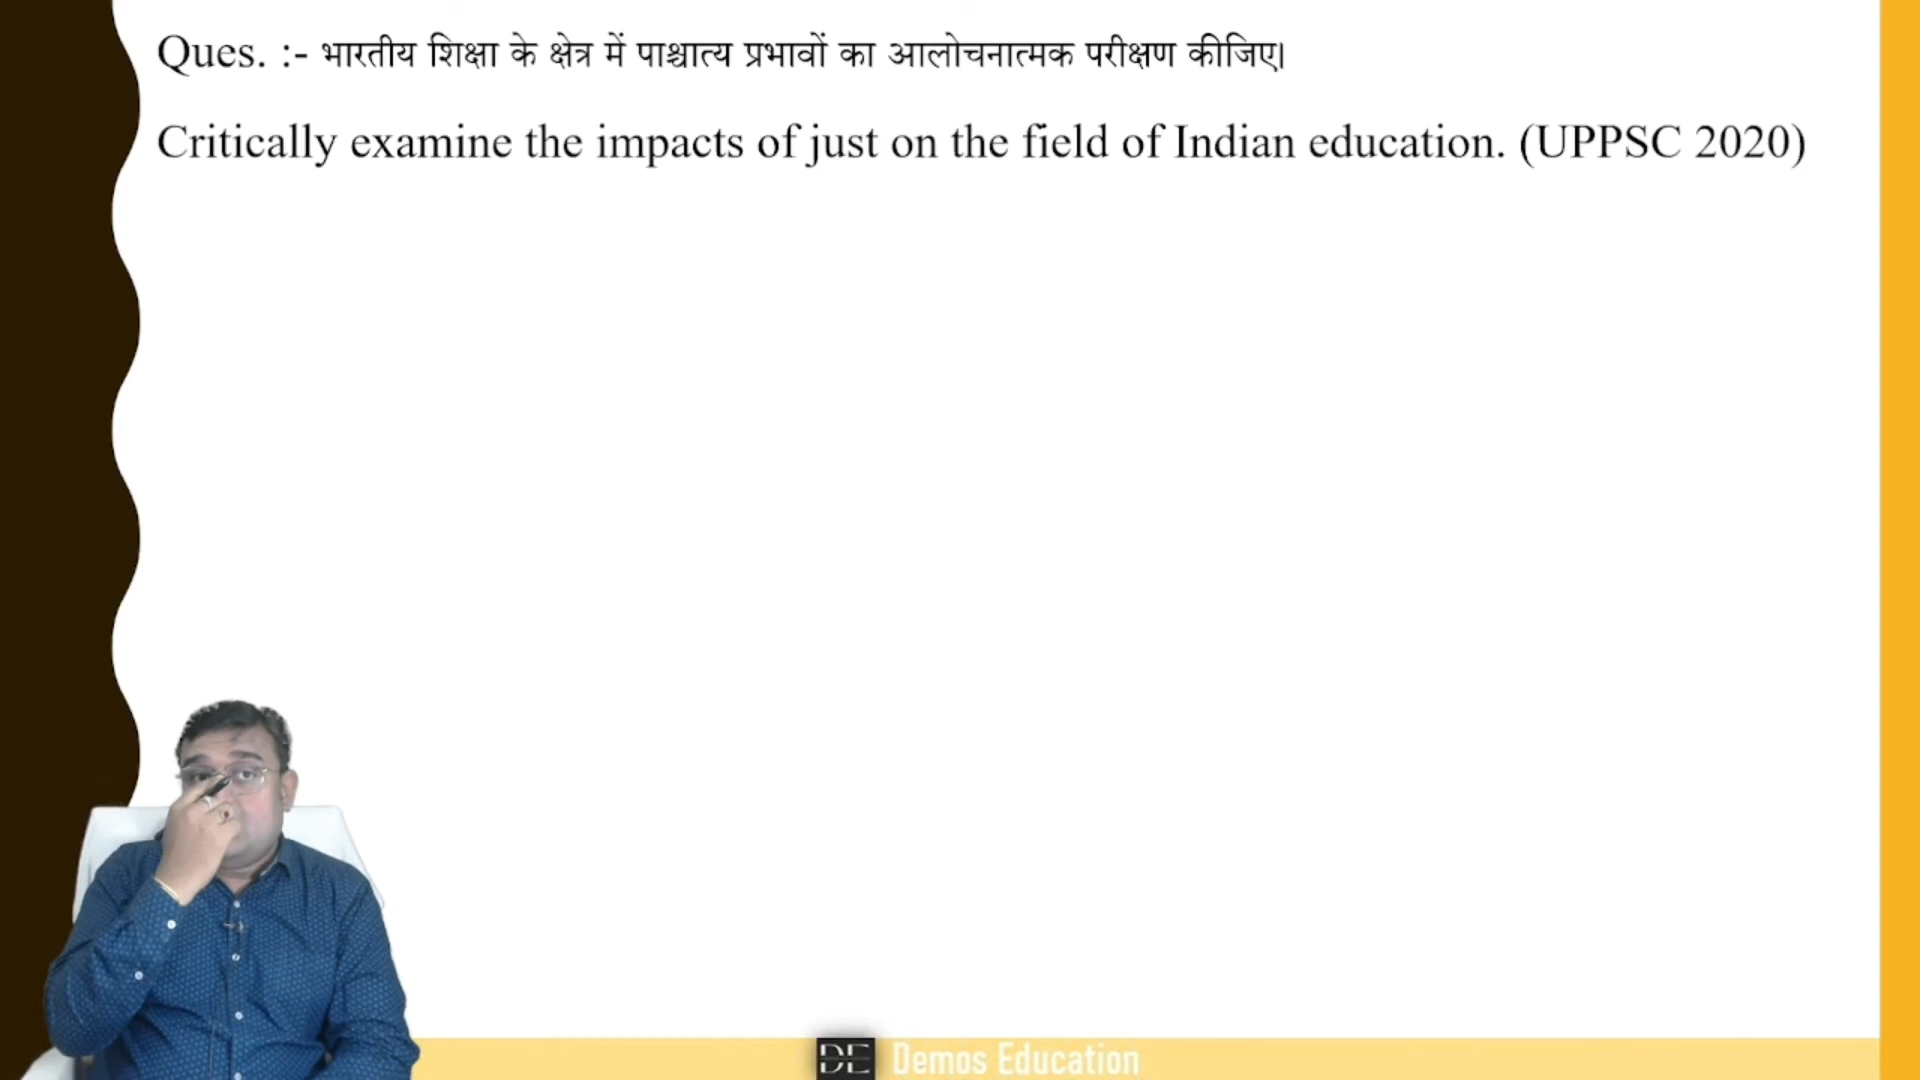 Ques. :- भारतीय शिक्षा के क्षेत्र में पाश्चात्य प्रभावों का आलोचनात्मक परीक्षण कीजिए।
Critically examine the impacts of just on the field of Indian education. (UPPSC 2020)
DE Demos Education